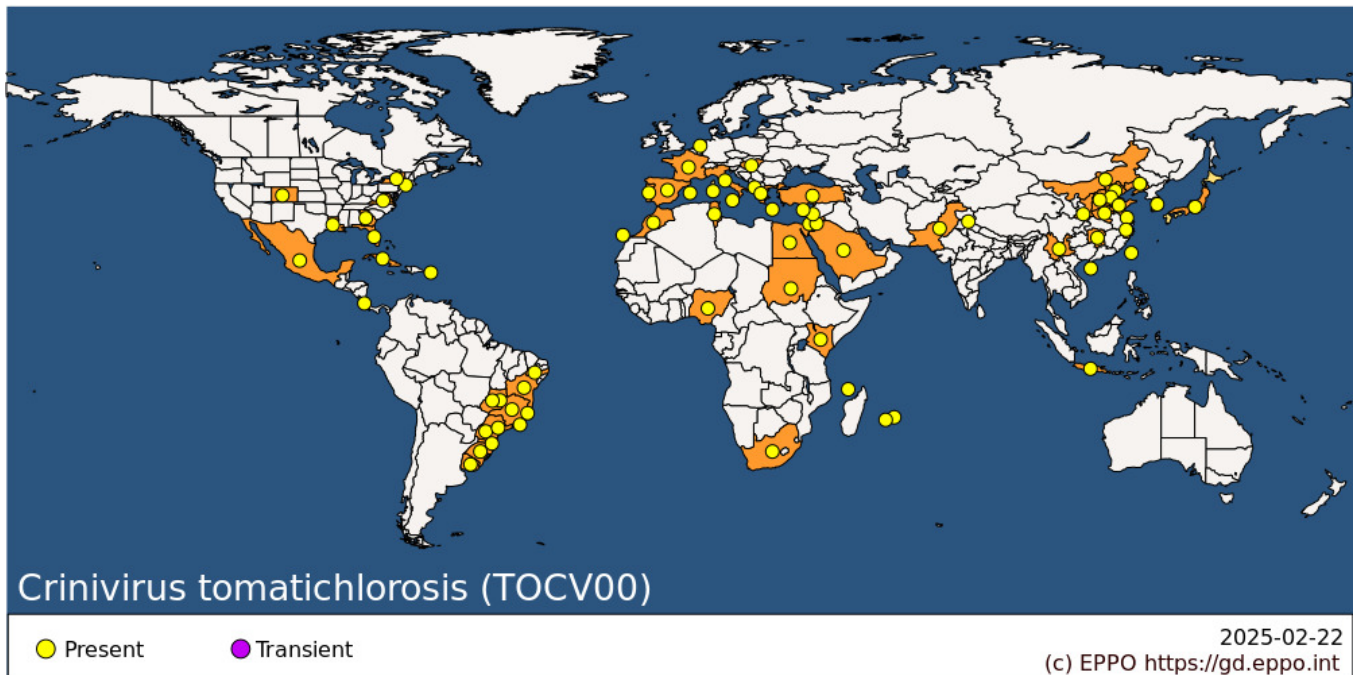 Crinivirus tomatichlorosis (TOCV00)
Present
Transient
2025-02-22
(c) EPPO https://gd.eppo.int